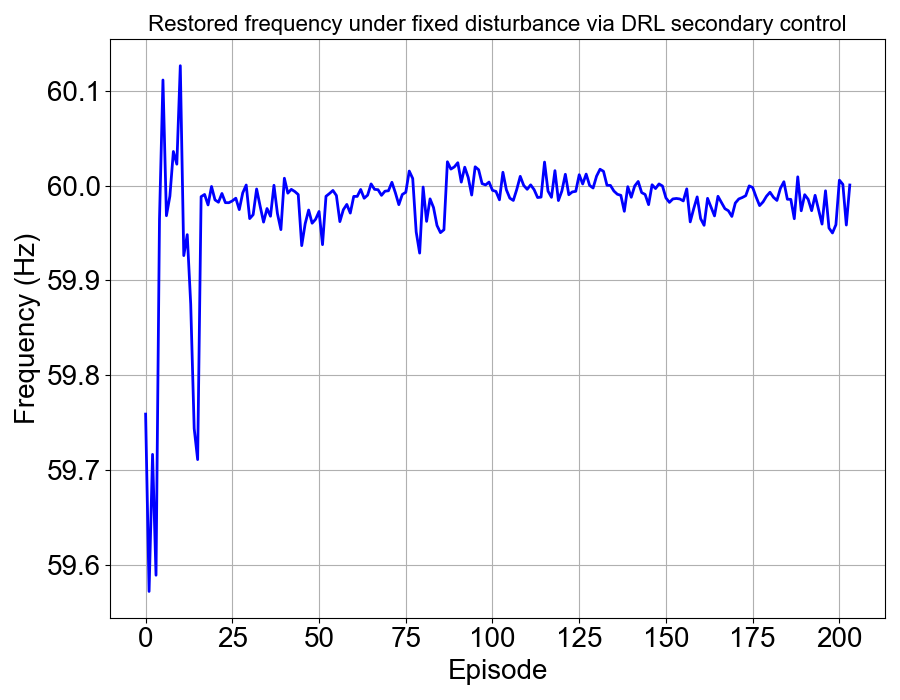 Restored frequency under fixed disturbance via DRL secondary control
60.1
60.0
59.9
59.8
59.7
59.6
Frequency (Hz)
0 25 50 75 100 125 150 175 200
Episode